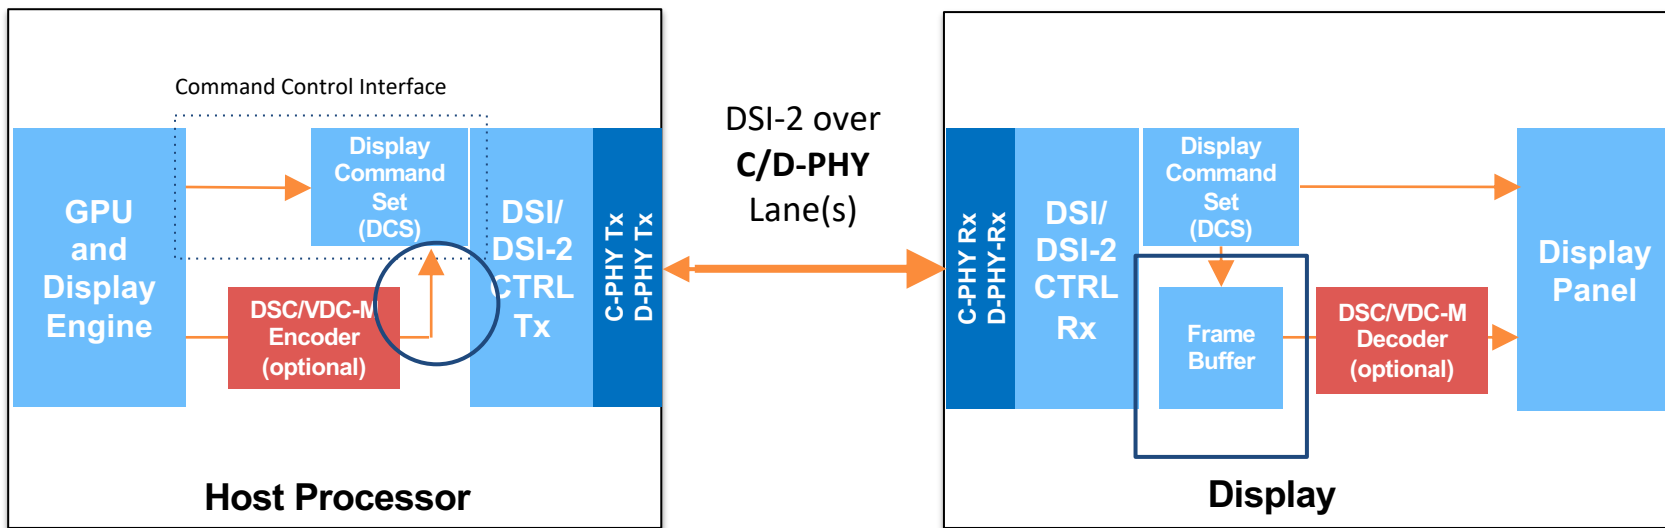 Command Control Interface
GPU
and
Display
Engine
Display
Command
Set
(DCS)
DSC/VDC-M
Encoder
(optional)
DSI/
DSI-2
CTRL
Tx
C-PHY Tx
D-PHY Tx
Host Processor
DSI-2 over
C/D-PHY
Lane(s)
C-PHY Rx
D-PHY-Rx
DSI/
DSI-2
CTRL
Rx
Display
Command
Set
(DCS)
Frame
Buffer
DSC/VDC-M
Decoder
(optional)
Display
Panel
Display